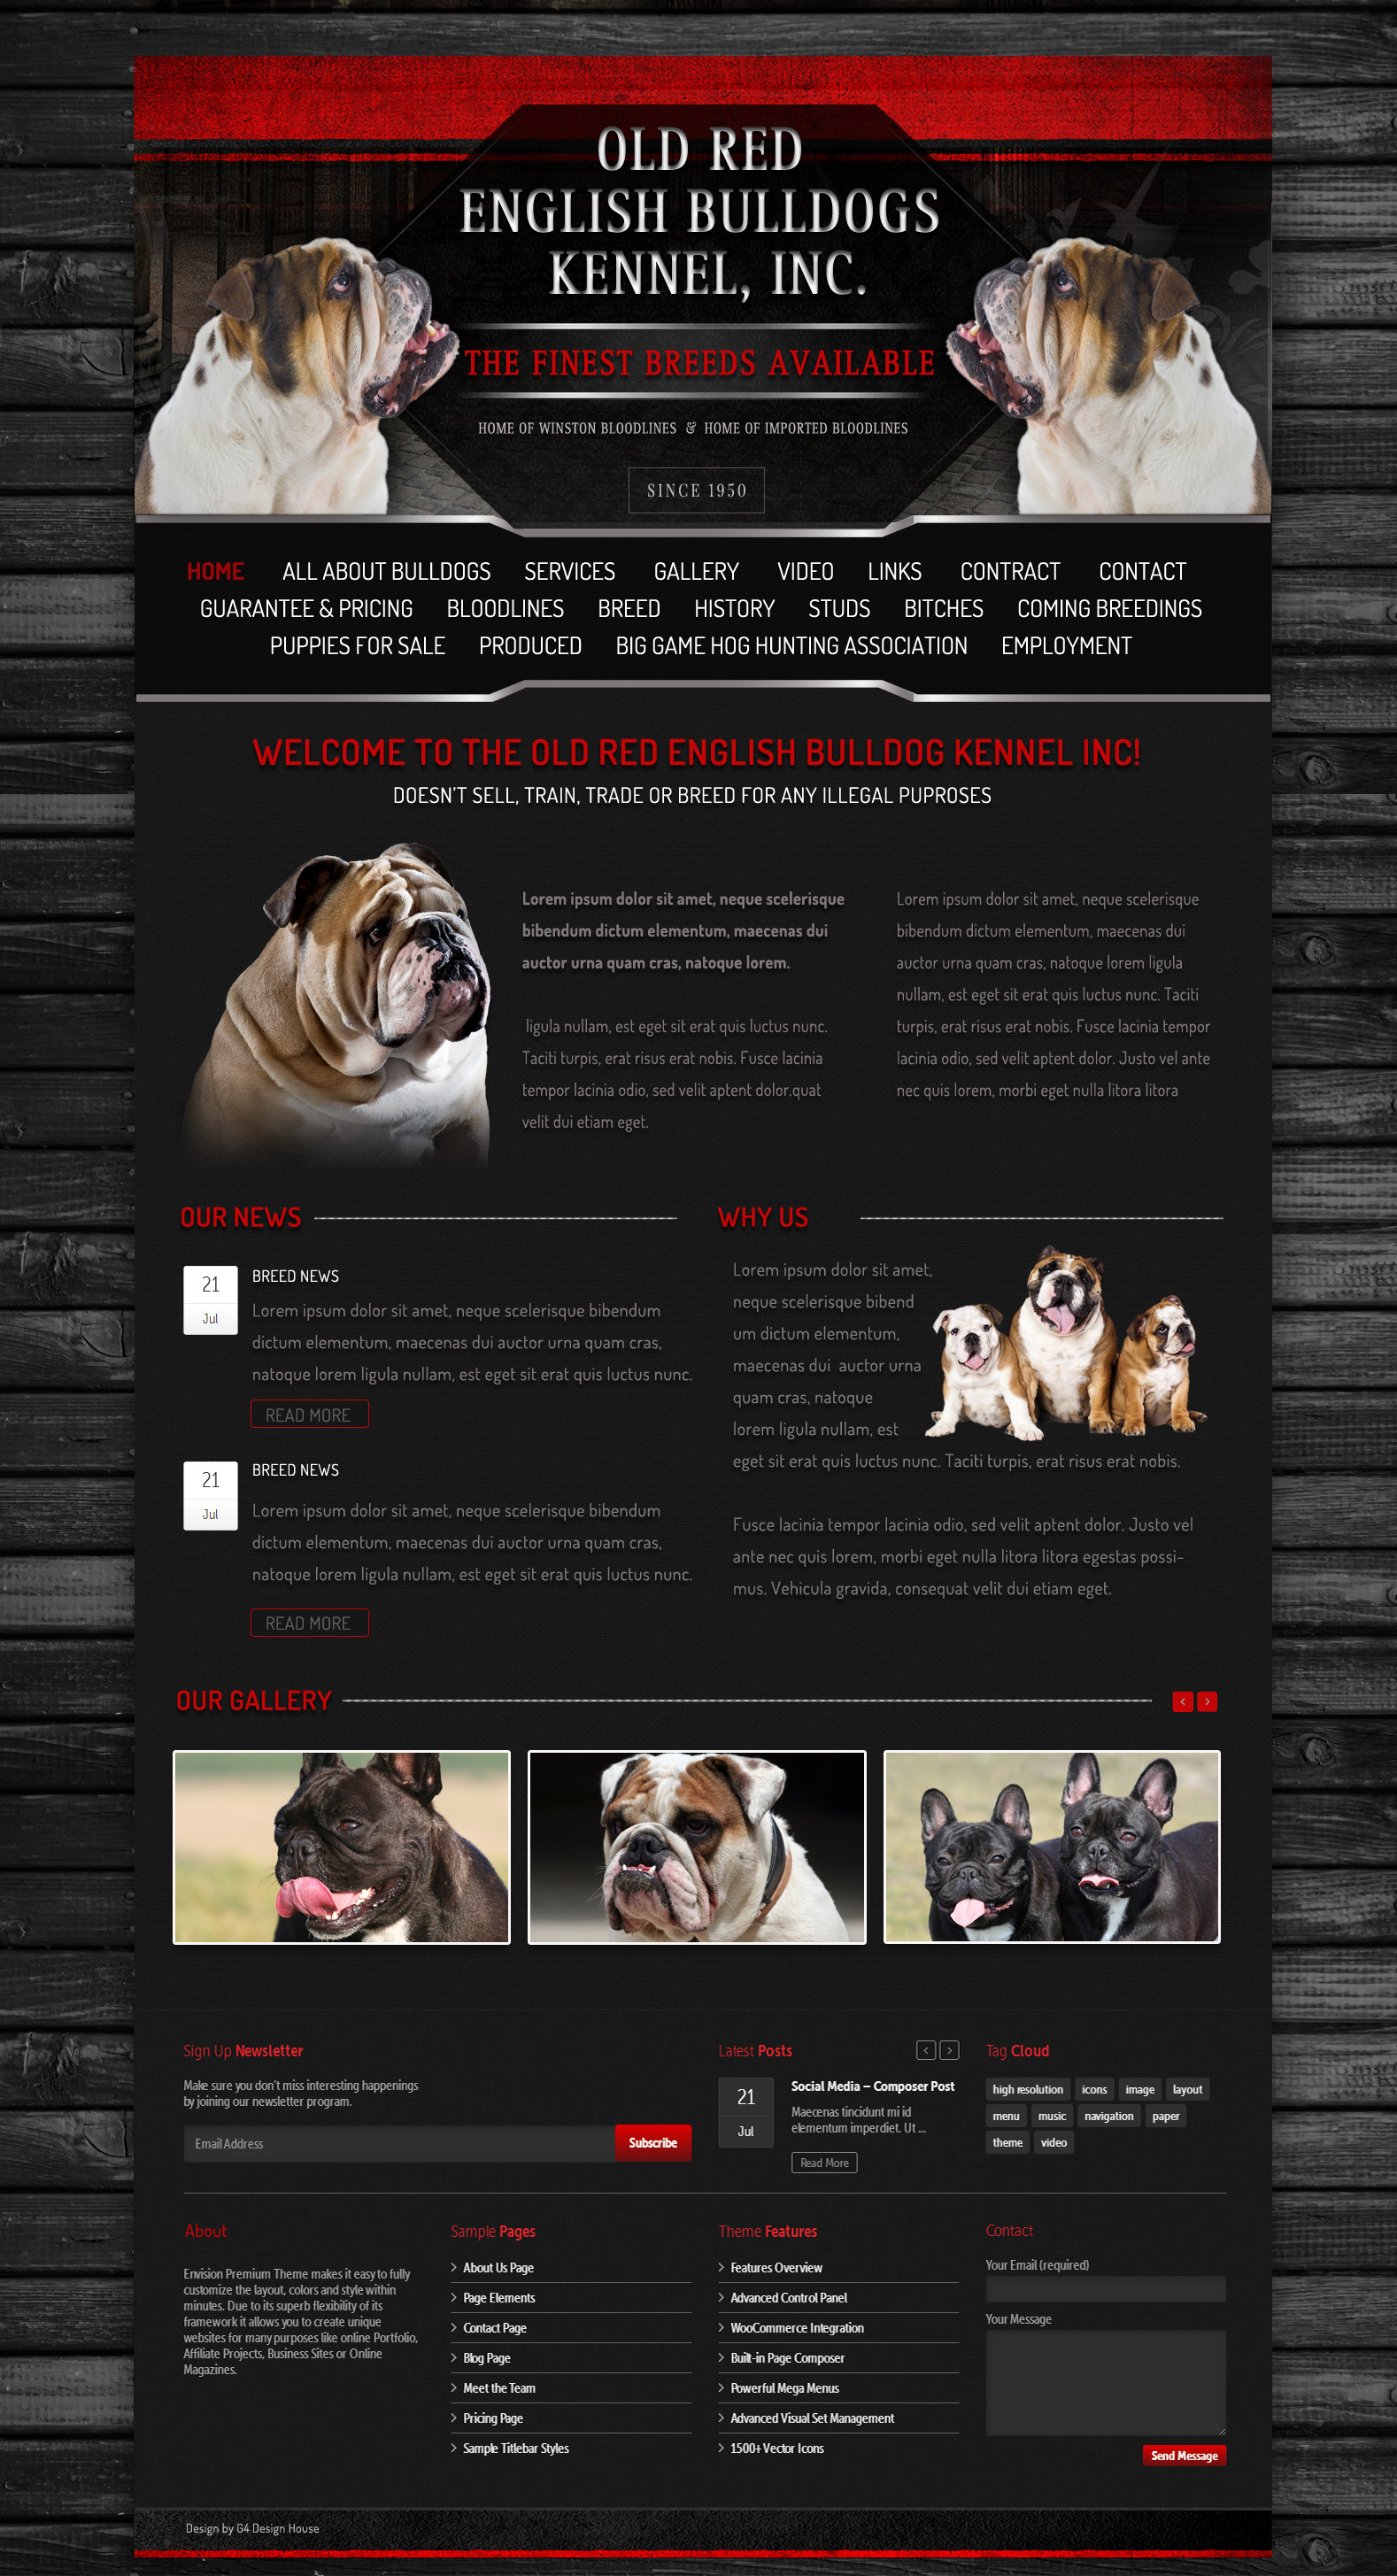 OLD RED
ENGLISH BULLDOGS
KENNEL, INC.
THE FINEST BREEDS AVAILABLE
HOME OF WINSTON BLOODLINES & HOME OF IMPORTED BLOODLINES
SINCE 1950
HOME ALL ABOUT BULLDOGS SERVICES GALLERY VIDEO LINKS CONTRACT CONTACT
GUARANTEE & PRICING BLOODLINES BREED HISTORY STUDS BITCHES COMING BREEDINGS
PUPPIES FOR SALE PRODUCED BIG GAME HOG HUNTING ASSOCIATION EMPLOYMENT
WELCOME TO THE OLD RED ENGLISH BULLDOG KENNEL INC!
DOESN'T SELL, TRAIN, TRADE OR BREED FOR ANY ILLEGAL PUPROSES
Lorem ipsum dolor sit amet, neque scelerisque
bibendum dictum elementum, maecenas dui
auctor urna quam cras, natoque lorem.
ligula nullam, est eget sit erat quis luctus nunc.
Taciti turpis, erat risus erat nobis. Fusce lacinia
tempor lacinia odio, sed velit aptent dolor.quat
velit dui etiam eget.
Lorem ipsum dolor sit amet, neque scelerisque
bibendum dictum elementum, maecenas dui
auctor urna quam cras, natoque lorem ligula
nullam, est eget sit erat quis luctus nunc. Taciti
turpis, erat risus erat nobis. Fusce lacinia tempor
lacinia odio, sed velit aptent dolor. Justo vel ante
nec quis lorem, morbi eget nulla litora litora
OUR NEWS
21
Jul
BREED NEWS
Lorem ipsum dolor sit amet, neque scelerisque bibendum
dictum elementum, maecenas dui auctor urna quam cras,
natoque lorem ligula nullam, est eget sit erat quis luctus nunc.
READ MORE
21
Jul
BREED NEWS
Lorem ipsum dolor sit amet, neque scelerisque bibendum
dictum elementum, maecenas dui auctor urna quam cras,
natoque lorem ligula nullam, est eget sit erat quis luctus nunc.
READ MORE
WHY US
Lorem ipsum dolor sit amet,
neque scelerisque bibend
um dictum elementum,
maecenas dui auctor urna
quam cras, natoque
lorem ligula nullam, est
eget sit erat quis luctus nunc. Taciti turpis, erat risus erat nobis.
Fusce lacinia tempor lacinia odio, sed velit aptent dolor. Justo vel
ante nec quis lorem, morbi eget nulla litora litora egestas possi-
mus. Vehicula gravida, consequat velit dui etiam eget.
OUR GALLERY
Sign Up Newsletter
Make sure you don't miss interesting happenings
by joining our newsletter program.
Email Address
Subscribe
Latest Posts
21
Jul
Social Media – Composer Post
Maecenas tincidunt mi id
elementum imperdiet. Ut ...
Read More
Tag Cloud
high resolution icons image layout
menu music navigation paper
theme video
About
Envision Premium Theme makes it easy to fully
customize the layout, colors and style within
minutes. Due to its superb flexibility of its
framework it allows you to create unique
websites for many purposes like online Portfolio,
Affiliate Projects, Business Sites or Online
Magazines.
Sample Pages
About Us Page
Page Elements
Contact Page
Blog Page
Meet the Team
Pricing Page
Sample Titlebar Styles
Theme Features
Features Overview
Advanced Control Panel
WooCommerce Integration
Built-in Page Composer
Powerful Mega Menus
Advanced Visual Set Management
1500+ Vector Icons
Contact
Your Email (required)
Your Message
Send Message
Design by G4 Design House